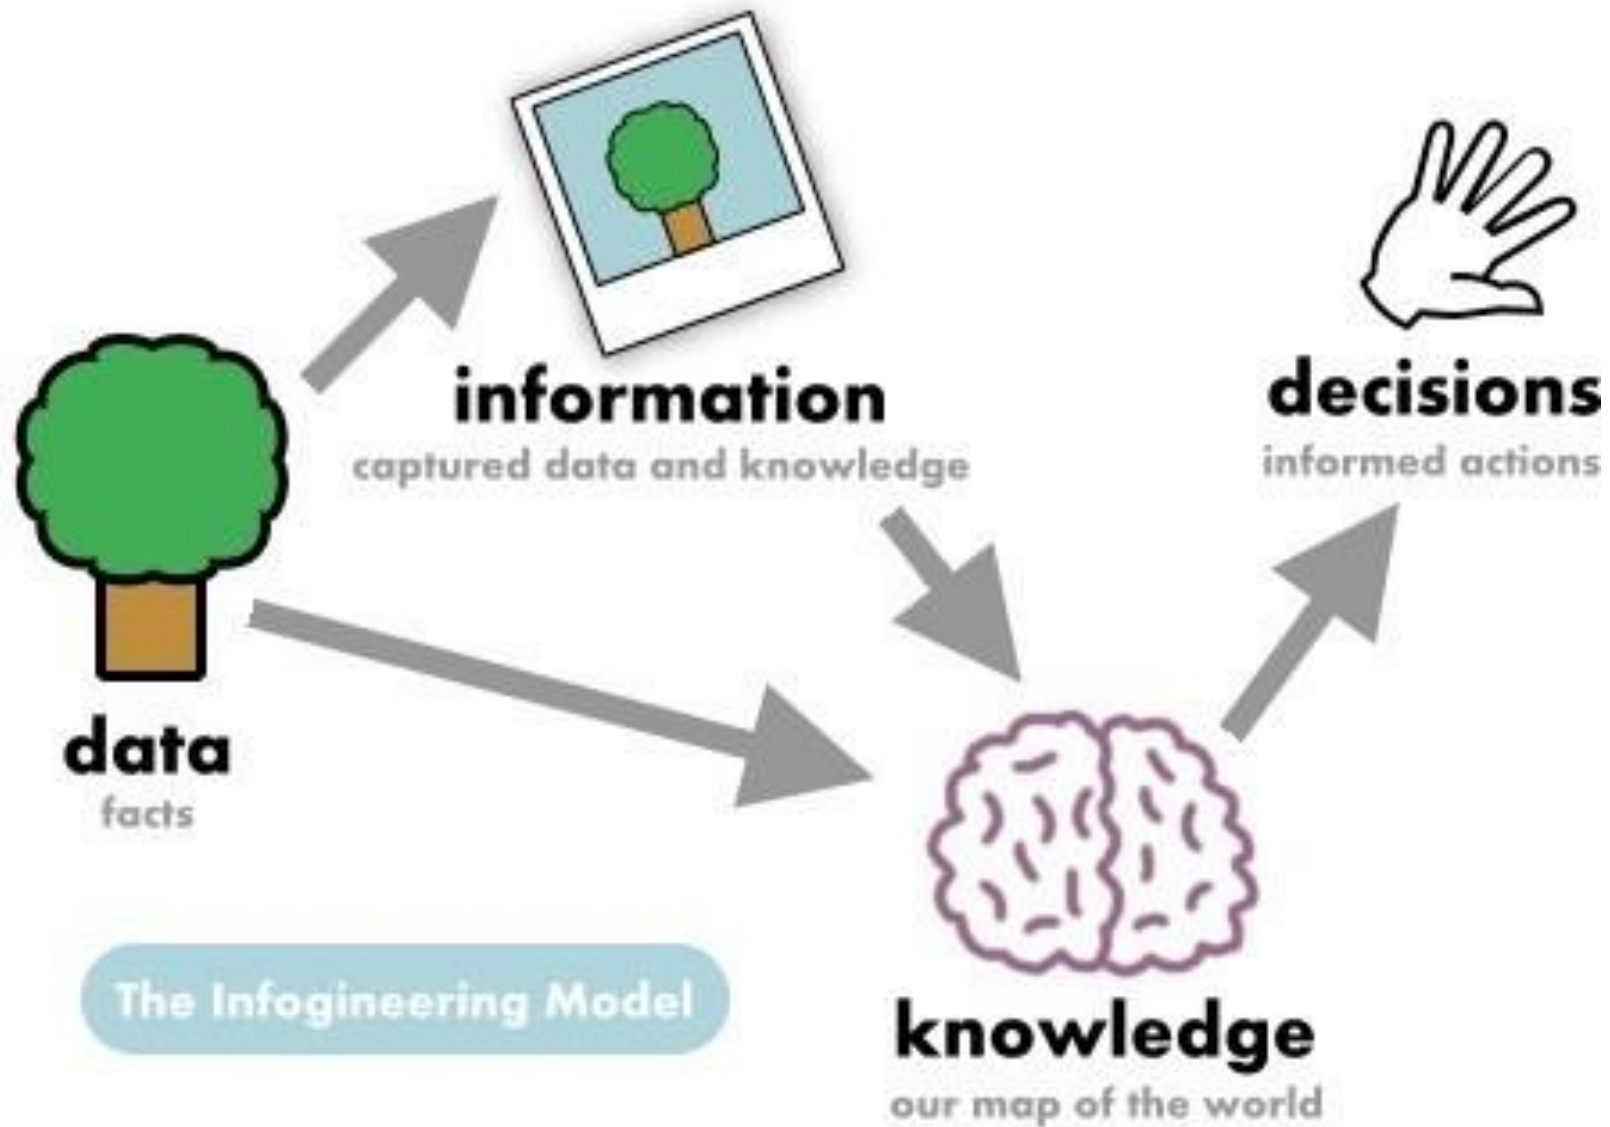 information
captured data and knowledge
decisions
informed actions
data
facts
The Infogineering Model
knowledge
our map of the world